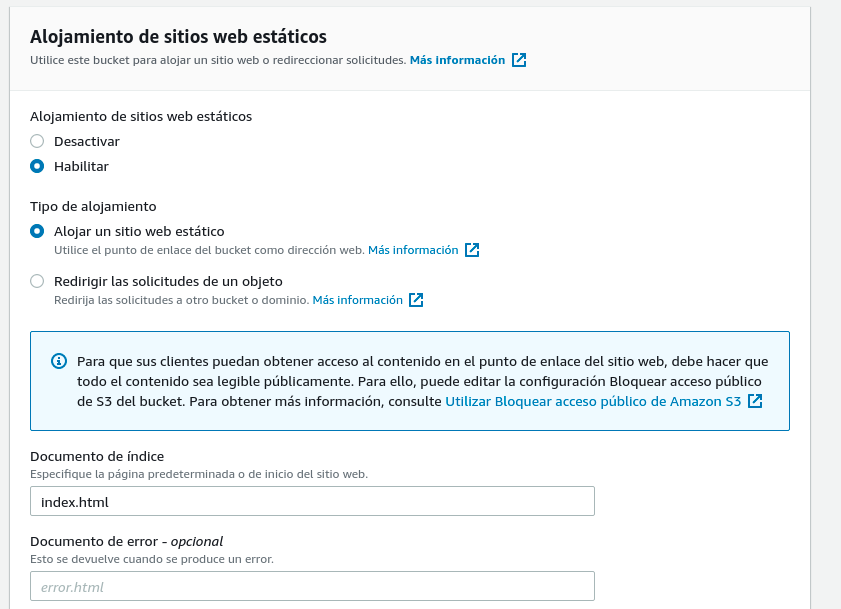 Alojamiento de sitios web estáticos
Utilice este bucket para alojar un sitio web o redireccionar solicitudes. Más información
Alojamiento de sitios web estáticos
Desactivar
Habilitar
Tipo de alojamiento
Alojar un sitio web estático
Utilice el punto de enlace del bucket como dirección web. Más información
Redirigir las solicitudes de un objeto
Redirija las solicitudes a otro bucket o dominio. Más información
Para que sus clientes puedan obtener acceso al contenido en el punto de enlace del sitio web, debe hacer que
todo el contenido sea legible públicamente. Para ello, puede editar la configuración Bloquear acceso público
de S3 del bucket. Para obtener más información, consulte Utilizar Bloquear acceso público de Amazon S3
Documento de índice
Especifique la página predeterminada o de inicio del sitio web.
index.html
Documento de error - opcional
Esto se devuelve cuando se produce un error.
error.html